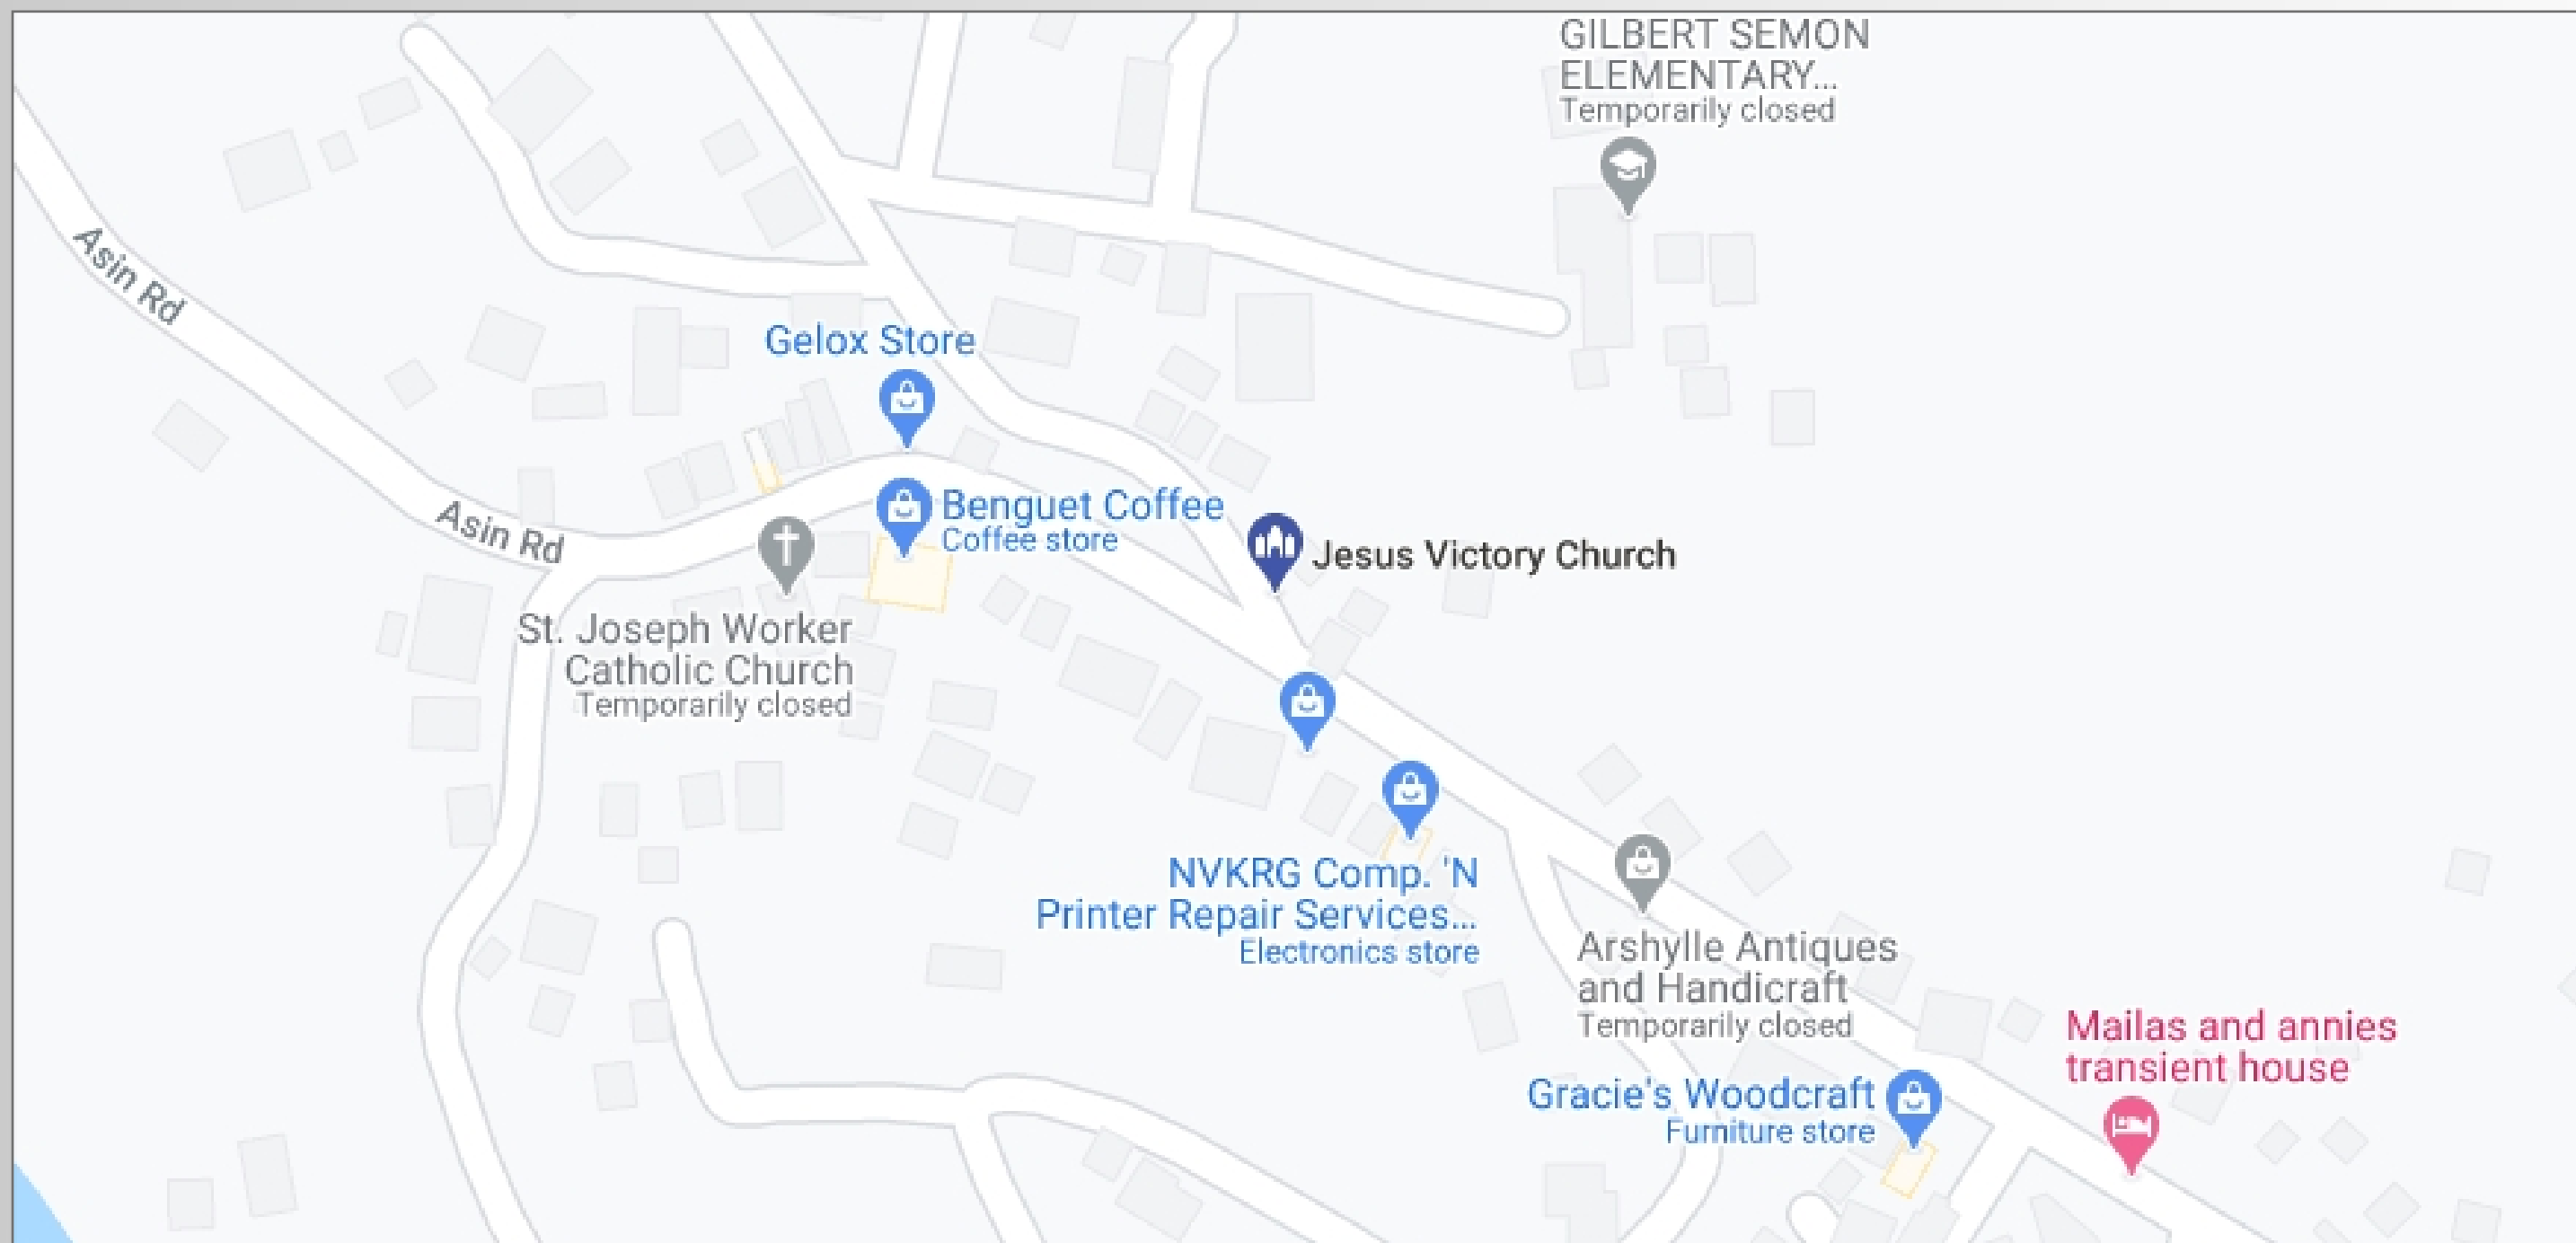 GILBERT SEMON
ELEMENTARY...
Temporarily closed
Asin Rd
Gelox Store
Asin Rd
Benguet Coffee
Coffee store
Jesus Victory Church
St. Joseph Worker
Catholic Church
Temporarily closed
NVKRG Comp. 'N
Printer Repair Services...
Electronics store
Arshylle Antiques
and Handicraft
Temporarily closed
Mailas and annies
transient house
Gracie's Woodcraft
Furniture store